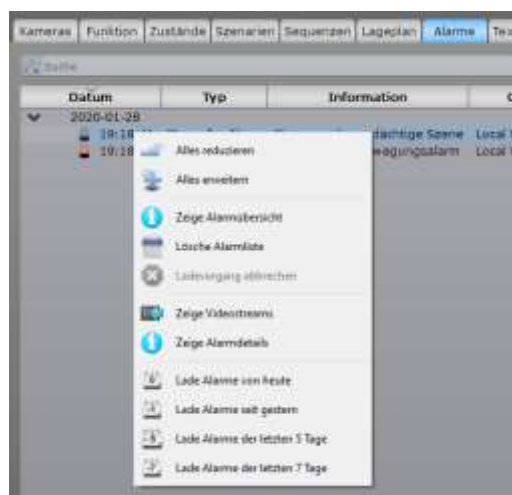 Kameras Funktion Zustände Szenarien Sequenzen Lageplan Alarme
Suche
Datum Typ Information
2020-01-28
19:18 dächtige Szene Local
19:18 wegungsalarm Local
Alles reduzieren
Alles erweitern
Zeige Alarmübersicht
Lösche Alarmliste
Ladevorgang abbrechen
Zeige Videostreams
Zeige Alarmdetails
Lade Alarme von heute
Lade Alarme seit gestern
Lade Alarme der letzten 5 Tage
Lade Alarme der letzten 7 Tage